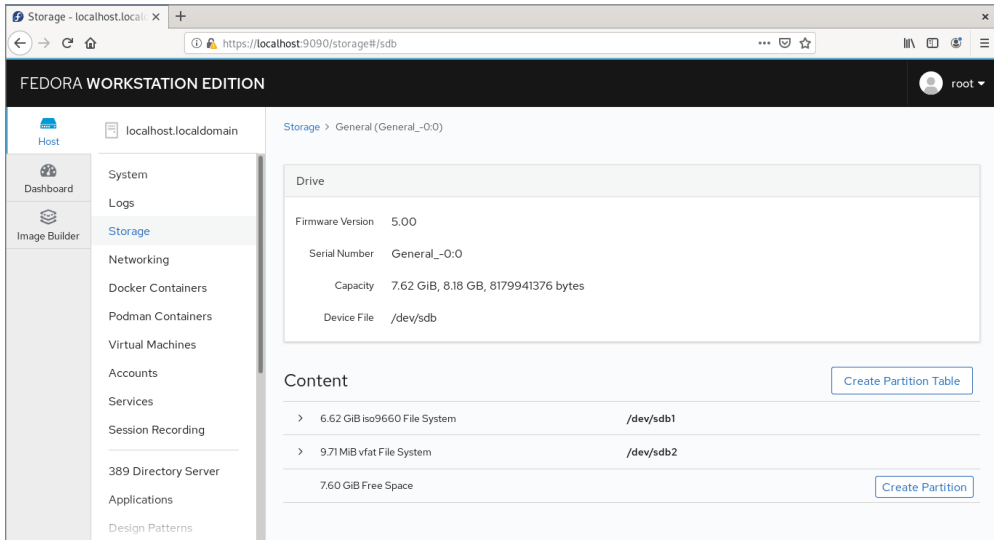 Storage - localhost.local
https://localhost:9090/storage#/sdb
FEDORA WORKSTATION EDITION
root
Host
Dashboard
Image Builder
localhost.localdomain
System
Logs
Storage
Networking
Docker Containers
Podman Containers
Virtual Machines
Accounts
Services
Session Recording
389 Directory Server
Applications
Design Patterns
Storage > General (General_-0:0)
Drive
Firmware Version 5.00
Serial Number General_-0:0
Capacity 7.62 GiB, 8.18 GB, 8179941376 bytes
Device File /dev/sdb
Content Create Partition Table
6.62 GiB iso9660 File System /dev/sdb1
9.71 MiB vfat File System /dev/sdb2
7.60 GiB Free Space Create Partition